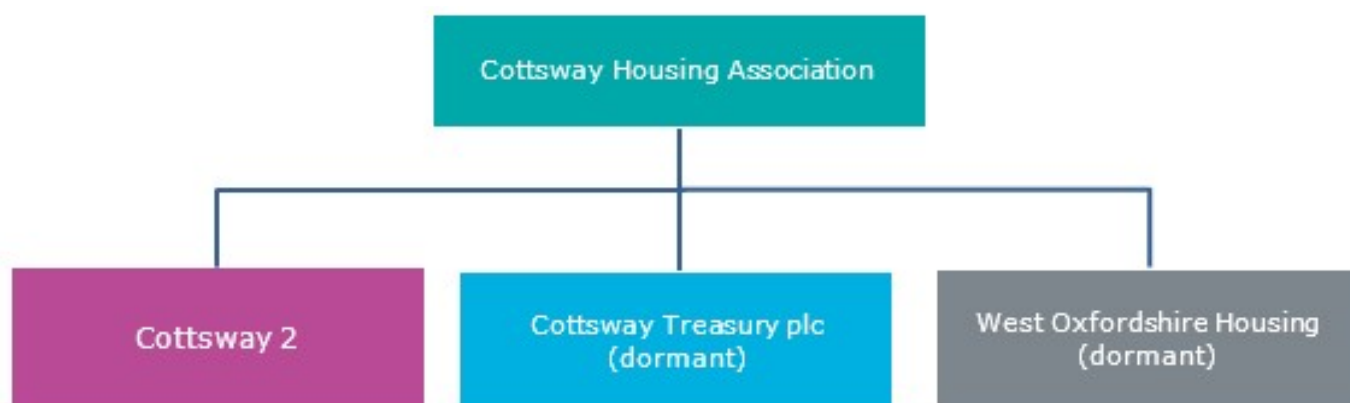 Cottsway Housing Association
Cottsway 2
Cottsway Treasury plc
(dormant)
West Oxfordshire Housing
(dormant)